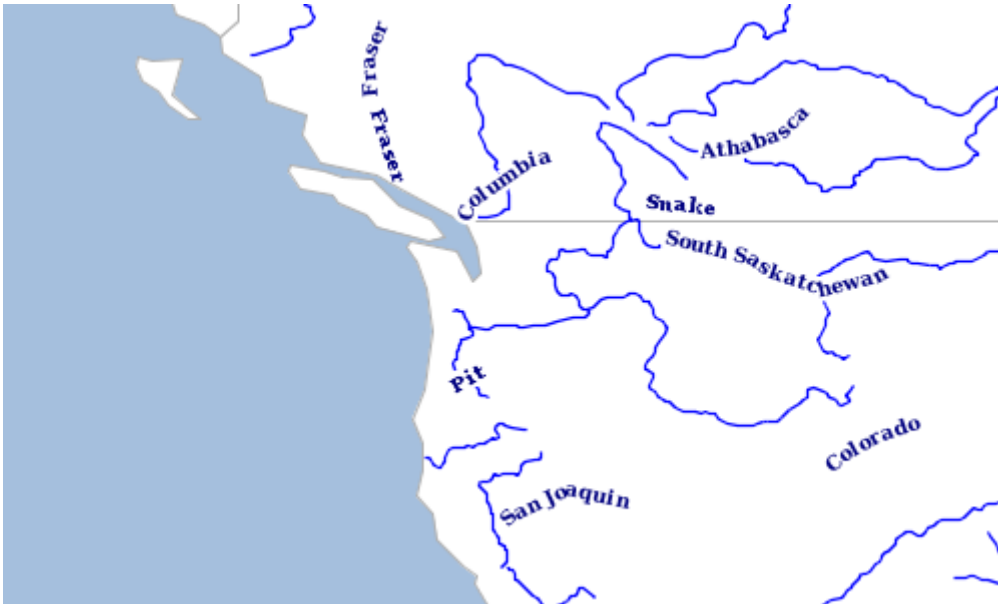 Fraser
Fraser
Columbia
Athabasca
Snake
South Saskatchewan
Pit
Colorado
San Joaquin